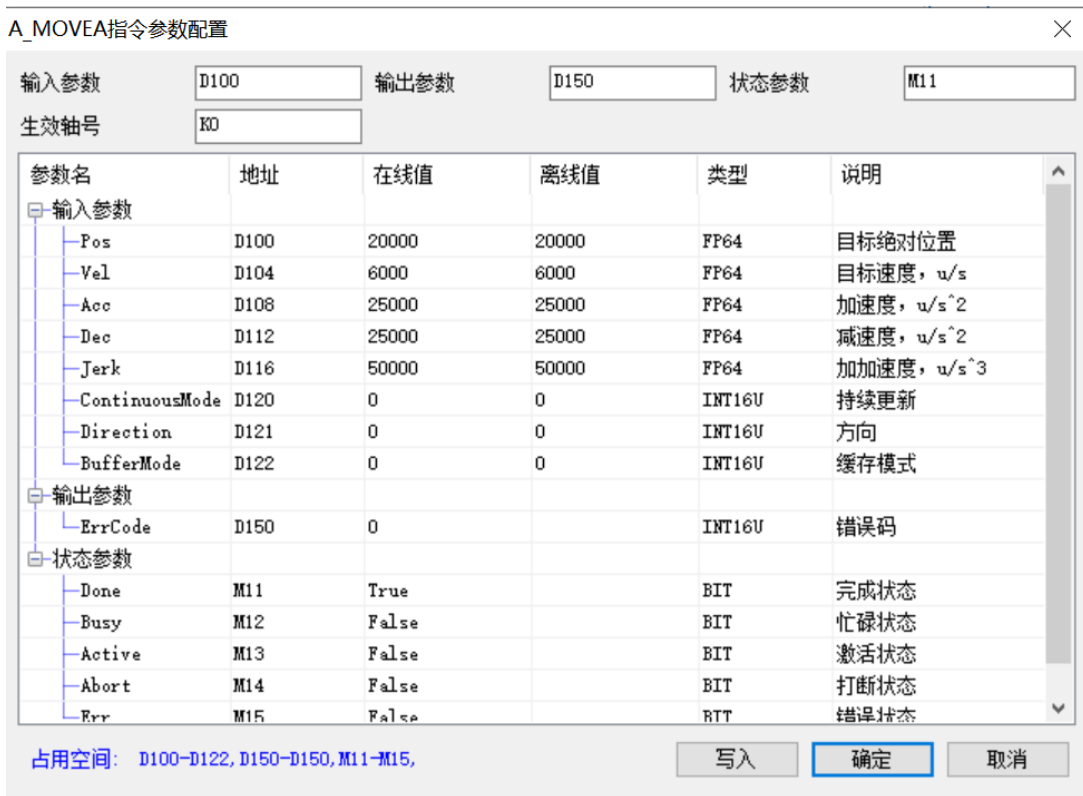 A_MOVEA指令参数配置
输入参数 D100 输出参数 D150 状态参数 M11
生效轴号 K0
参数名 地址 在线值 离线值 类型 说明
输入参数
Pos D100 20000 20000 FP64 目标绝对位置
Vel D104 6000 6000 FP64 目标速度，u/s
Acc D108 25000 25000 FP64 加速度，u/s^2
Dec D112 25000 25000 FP64 减速度，u/s^2
Jerk D116 50000 50000 FP64 加加速度，u/s^3
ContinuousMode D120 0 0 INT16U 持续更新
Direction D121 0 0 INT16U 方向
BufferMode D122 0 0 INT16U 缓存模式
输出参数
ErrCode D150 0 INT16U 错误码
状态参数
Done M11 True BIT 完成状态
Busy M12 False BIT 忙碌状态
Active M13 False BIT 激活状态
Abort M14 False BIT 打断状态
Err M15 False BIT 错误状态
占用空间： D100-D122,D150-D150,M11-M15, 写入 确定 取消